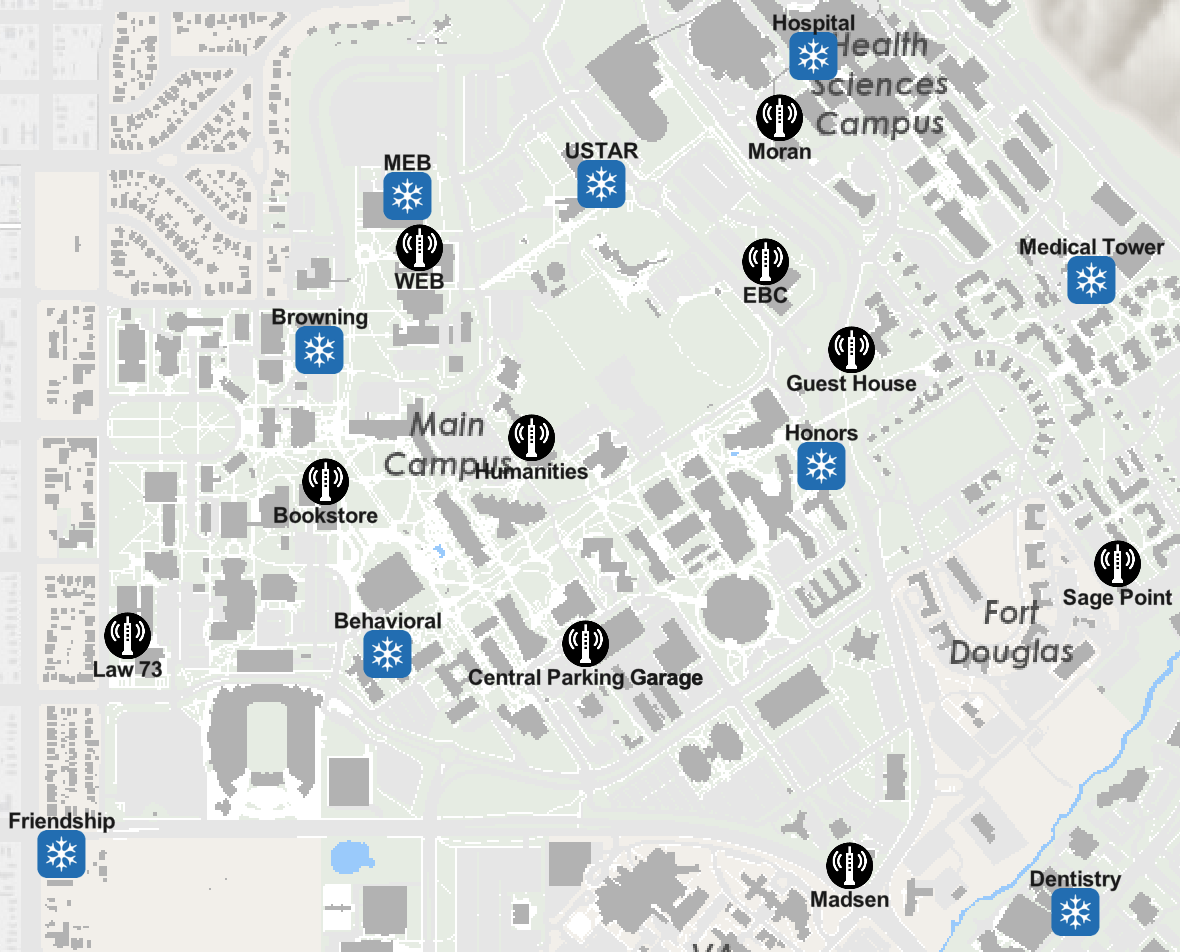 Hospital
Health
Sciences
Campus
Moran
USTAR
MEB
WEB
Medical Tower
EBC
Browning
Guest House
Main
Campus
Honors
Humanities
Bookstore
Sage Point
Fort
Douglas
Behavioral
Law 73
Central Parking Garage
Friendship
Madsen
Dentistry
VA